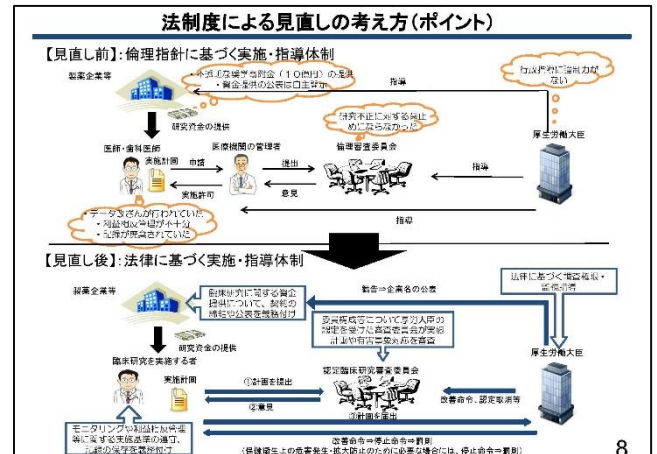 法制度による見直しの考え方(ポイント)
【見直し前】:倫理指針に基づく実施・指導体制
製薬企業等
・不適切な奨学寄附金(10億円)の提供
・資金提供の公表は自主開示
指導
行政指導に強制力が
ない
研究資金の提供
研究不正に対する歯止
めにならなかった
厚生労働大臣
医師・歯科医師
医療機関の管理者
倫理審査委員会
実施計画
申請
提出
指導
実施許可
意見
・データ改ざんが行われていた
・利益相反管理が不十分
・記録が廃棄されていた
指導
【見直し後】:法律に基づく実施・指導体制
法律に基づく調査権限・
監視指導
製薬企業等
臨床研究に関する資金
提供について、契約の
締結や公表を義務付け
勧告⇒企業名の公表
委員構成等について厚労大臣の
認定を受けた審査委員会が実施
計画や有害事象対応を審査
研究資金の提供
厚生労働大臣
臨床研究を実施する者
実施計画
①計画を提出
認定臨床研究審査委員会
②意見
改善命令、認定取消等
③計画を届出
モニタリングや利益相反管理
等に関する実施基準の遵守、
記録の保存を義務付け
改善命令⇒停止命令⇒罰則
(保健衛生上の危害発生・拡大防止のために必要な場合には、停止命令⇒罰則)
8